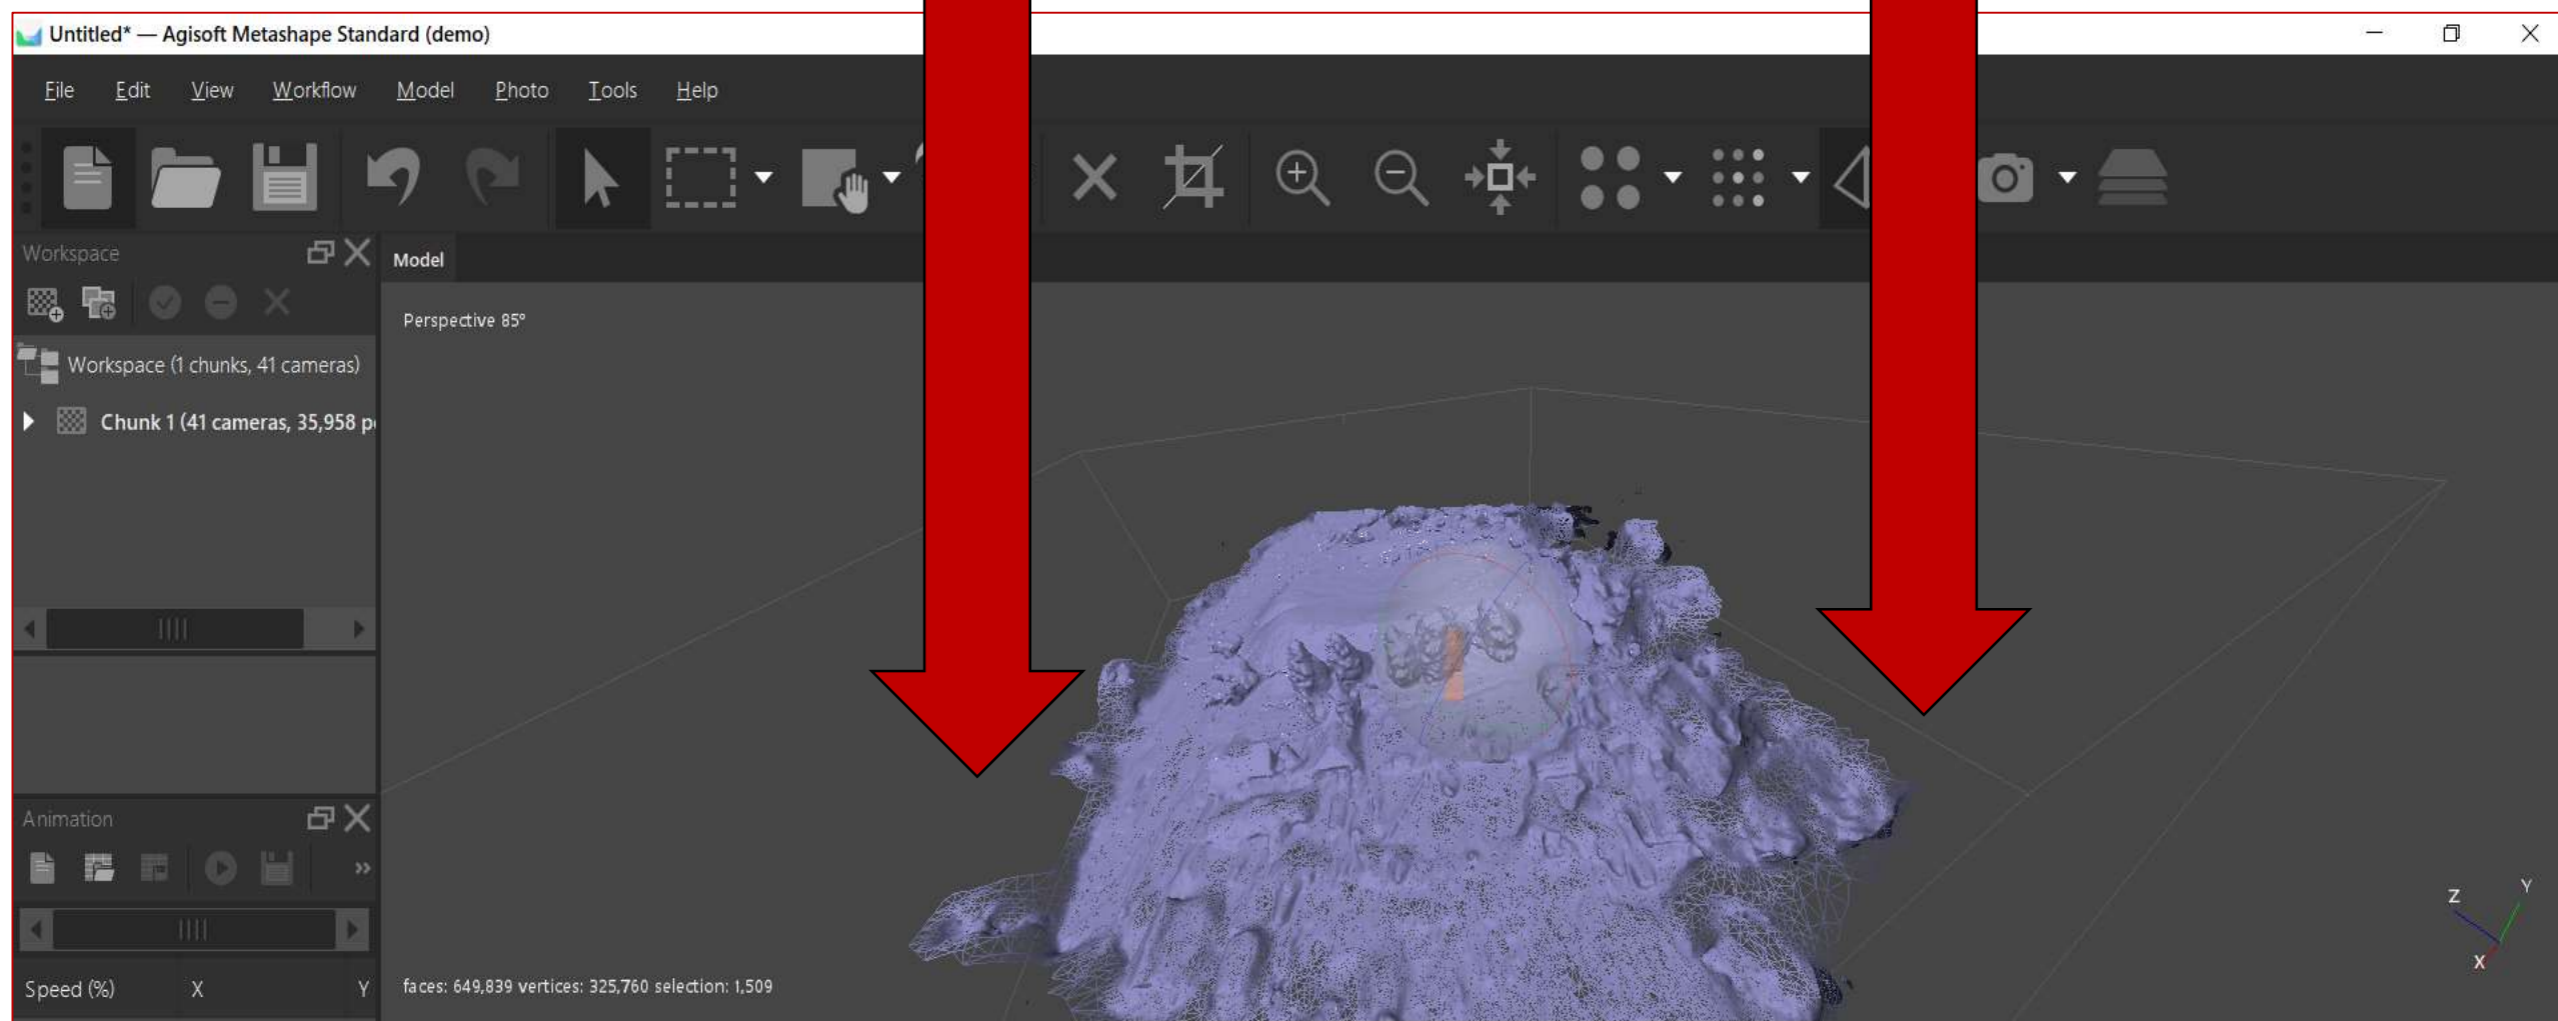 Untitled* — Agisoft Metashape Standard (demo)
File Edit View Workflow Model Photo Tools Help
Workspace
Model
Perspective 85°
Workspace (1 chunks, 41 cameras)
Chunk 1 (41 cameras, 35,958
Animation
Z Y
X
Speed (%) X Y
faces: 649,839 vertices: 325,760 selection: 1,509